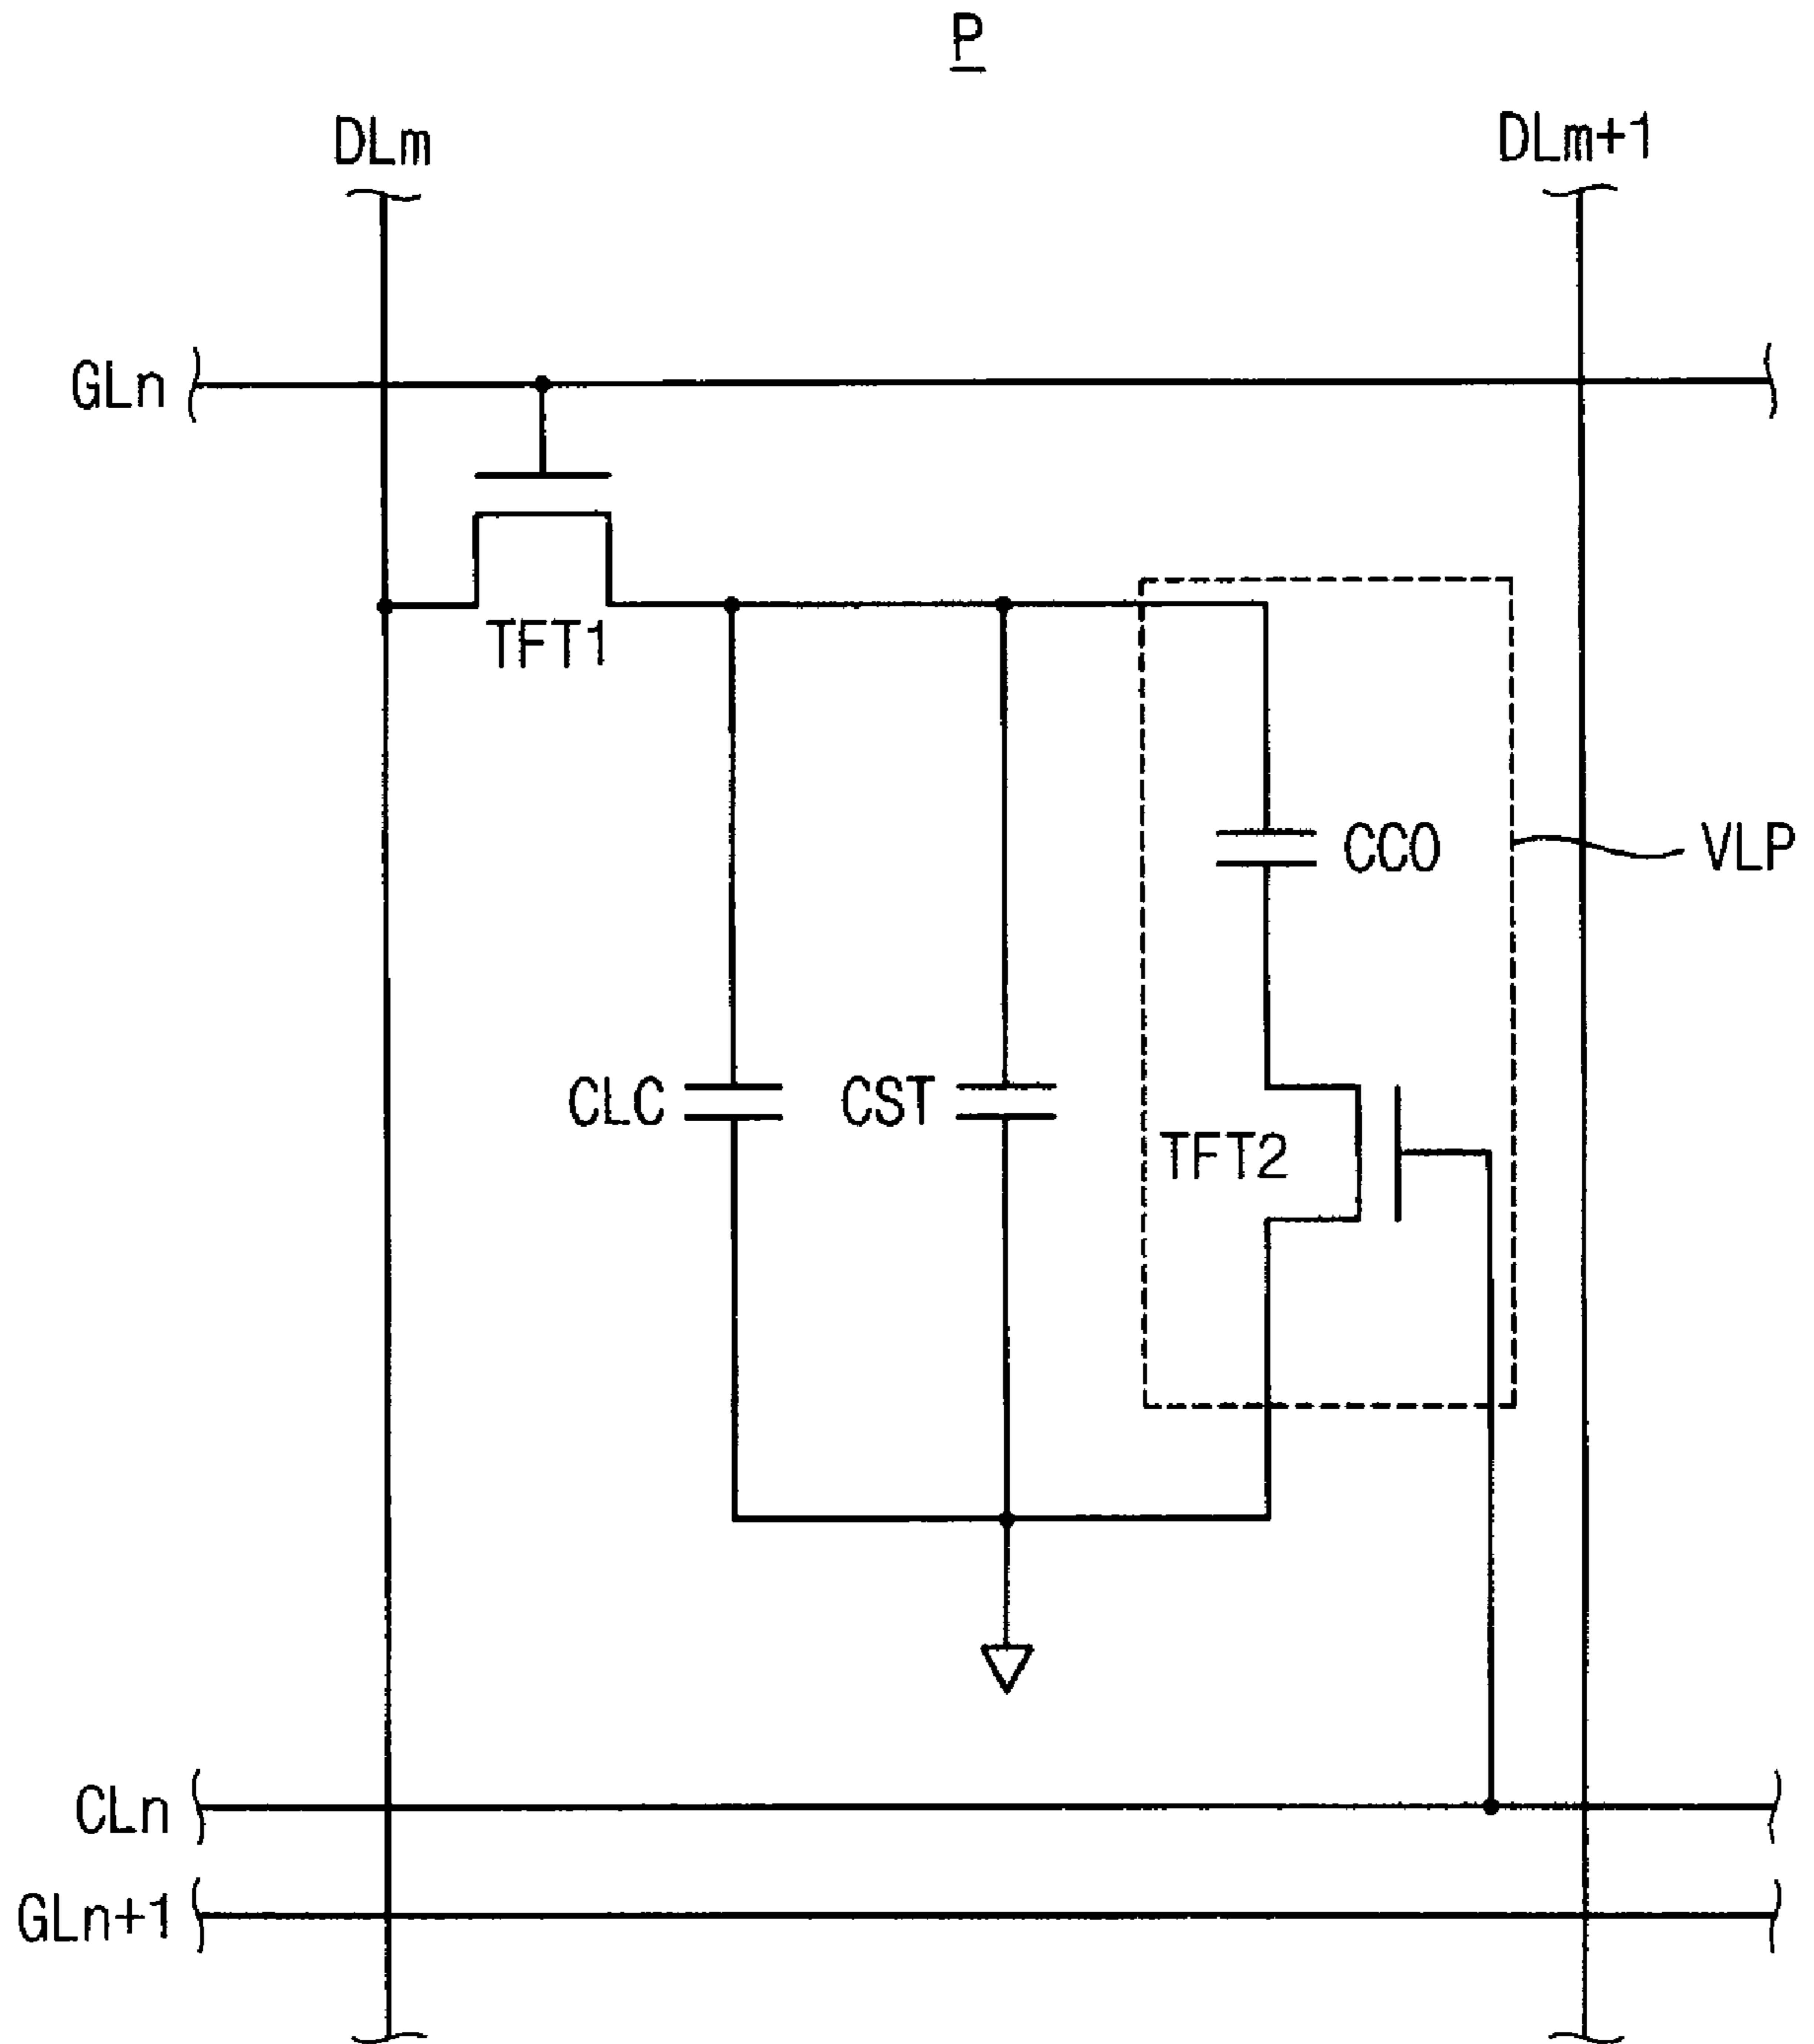 P
DLm
DLm+1
GLn
TFT1
CCO
VLP
CLC
CST
TFT2
CLn
GLn+1